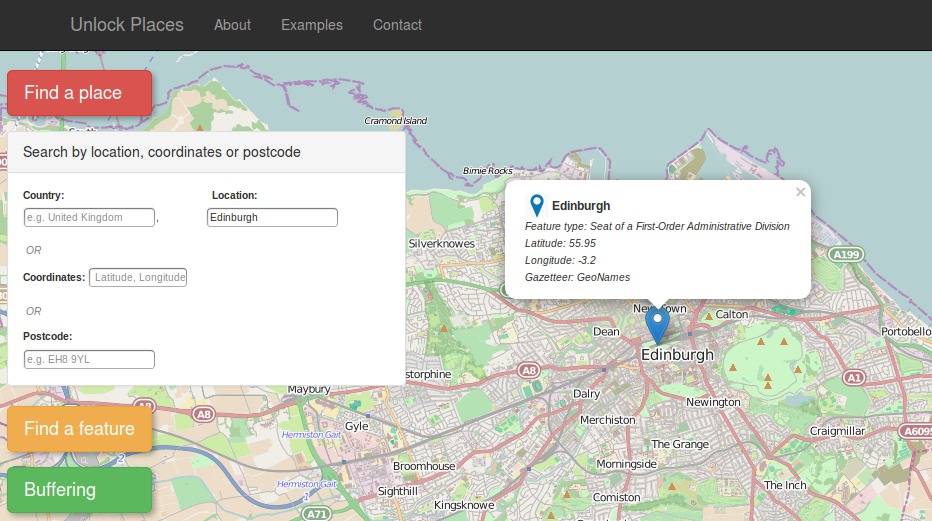 Unlock Places About Examples Contact
Find a place
Search by location, coordinates or postcode
Country: Location:
e.g. United Kingdom , Edinburgh
OR
Coordinates: Latitude, Longitude
OR
Postcode:
e.g. EH8 9YL
Find a feature
Buffering
×
Edinburgh
Feature type: Seat of a First-Order Administrative Division
Latitude: 55.95
Longitude: -3.2
Gazetteer: GeoNames
Cramond Island
Birnie Rocks
Silverknowes
A199
Calton
Dean
Portobello
Edinburgh
A8
A1
Maybury
Dalry
Newington
A8
A8
Gyle
Merchiston
Craigmillar
A6095
Hermiston Gait
The Grange
2
Broomhouse
Morningside
Hermiston Gait
1
Sighthill
The Inch
Comiston
Kingsknowe
A71